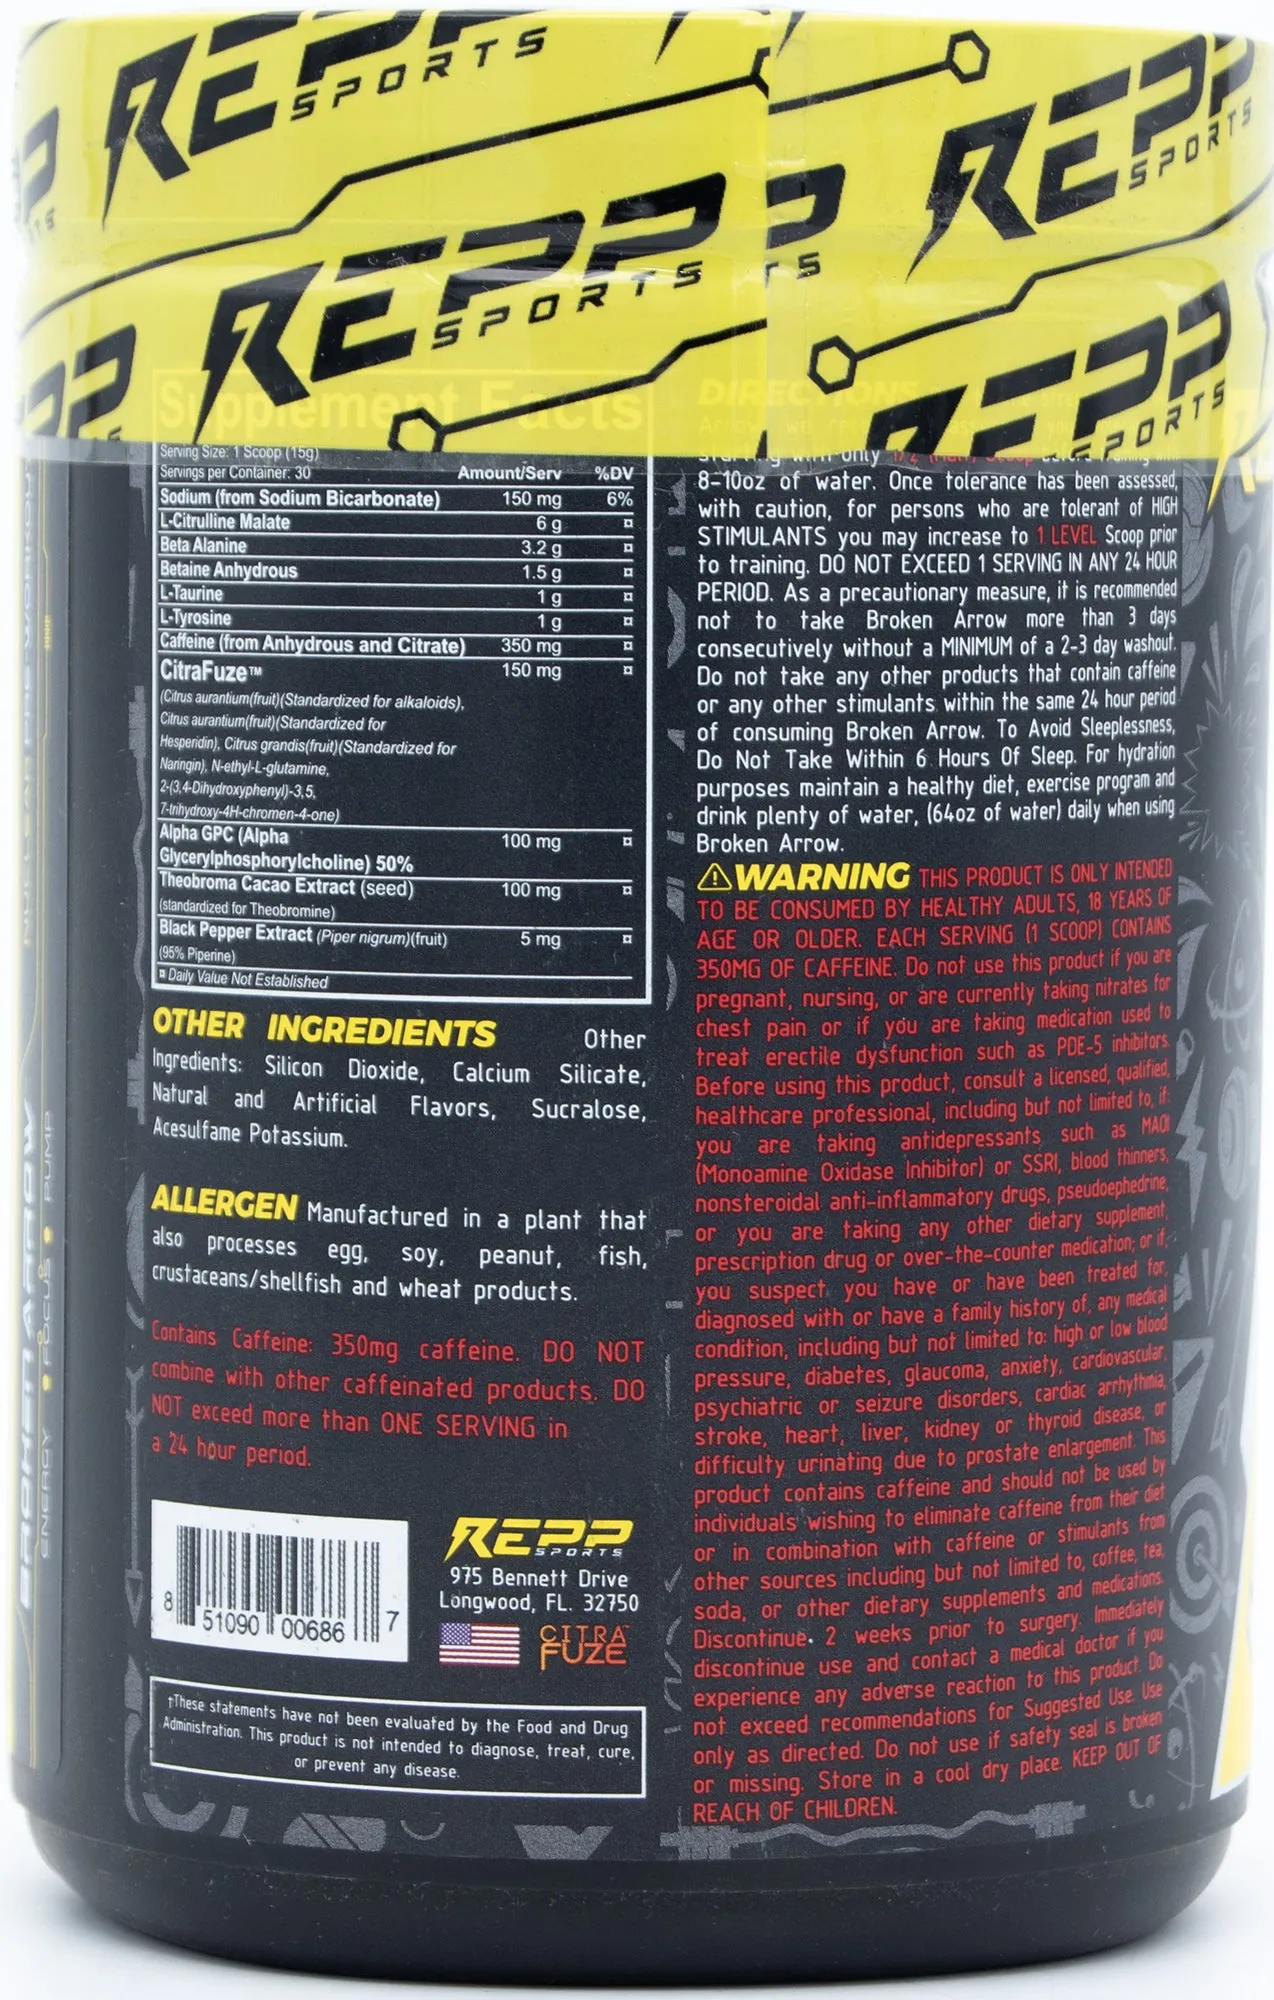 REPP
SPORTS
REPP
SPORTS
REPP
SPORTS
REPP
SPORTS
Supplement Facts
Serving Size: 1 Scoop (15g)
Servings per Container: 30 Amount/Serv %DV
Sodium (from Sodium Bicarbonate) 150 mg 6%
L-Citrulline Malate 6 g ¤
Beta Alanine 3.2 g ¤
Betaine Anhydrous 1.5 g ¤
L-Taurine 1 g ¤
L-Tyrosine 1 g ¤
Caffeine (from Anhydrous and Citrate) 350 mg ¤
CitraFuze™ 150 mg ¤
(Citrus aurantium(fruit)(Standardized for alkaloids),
Citrus aurantium(fruit)(Standardized for
Hesperidin), Citrus grandis(fruit)(Standardized for
Naringin), N-ethyl-L-glutamine,
2-(3,4-Dihydroxyphenyl)-3,5,
7-trihydroxy-4H-chromen-4-one)
Alpha GPC (Alpha 100 mg ¤
Glycerylphosphorylcholine) 50%
Theobroma Cacao Extract (seed) 100 mg ¤
(standardized for Theobromine)
Black Pepper Extract (Piper nigrum)(fruit) 5 mg ¤
(95% Piperine)
¤ Daily Value Not Established
OTHER INGREDIENTS Other
Ingredients: Silicon Dioxide, Calcium Silicate,
Natural and Artificial Flavors, Sucralose,
Acesulfame Potassium.
ALLERGEN Manufactured in a plant that
also processes egg, soy, peanut, fish,
crustaceans/shellfish and wheat products.
Contains Caffeine: 350mg caffeine. DO NOT
combine with other caffeinated products. DO
NOT exceed more than ONE SERVING in
a 24 hour period.
8 51090 00686 7
REPP
SPORTS
975 Bennett Drive
Longwood, FL. 32750
CITRA
FUZE
†These statements have not been evaluated by the Food and Drug
Administration. This product is not intended to diagnose, treat, cure,
or prevent any disease.
DIRECTIONS
starting with only 1/2 (Half) Scoop before training with
8-10oz of water. Once tolerance has been assessed,
with caution, for persons who are tolerant of HIGH
STIMULANTS you may increase to 1 LEVEL Scoop prior
to training. DO NOT EXCEED 1 SERVING IN ANY 24 HOUR
PERIOD. As a precautionary measure, it is recommended
not to take Broken Arrow more than 3 days
consecutively without a MINIMUM of a 2-3 day washout.
Do not take any other products that contain caffeine
or any other stimulants within the same 24 hour period
of consuming Broken Arrow. To Avoid Sleeplessness,
Do Not Take Within 6 Hours Of Sleep. For hydration
purposes maintain a healthy diet, exercise program and
drink plenty of water, (64oz of water) daily when using
Broken Arrow.
WARNING THIS PRODUCT IS ONLY INTENDED
TO BE CONSUMED BY HEALTHY ADULTS, 18 YEARS OF
AGE OR OLDER. EACH SERVING (1 SCOOP) CONTAINS
350MG OF CAFFEINE. Do not use this product if you are
pregnant, nursing, or are currently taking nitrates for
chest pain or if you are taking medication used to
treat erectile dysfunction such as PDE-5 inhibitors.
Before using this product, consult a licensed, qualified,
healthcare professional, including but not limited to, if:
you are taking antidepressants such as MAOI
(Monoamine Oxidase Inhibitor) or SSRI, blood thinners,
nonsteroidal anti-inflammatory drugs, pseudoephedrine,
or you are taking any other dietary supplement,
prescription drug or over-the-counter medication; or if,
you suspect you have or have been treated for,
diagnosed with or have a family history of, any medical
condition, including but not limited to: high or low blood
pressure, diabetes, glaucoma, anxiety, cardiovascular,
psychiatric or seizure disorders, cardiac arrhythmia,
stroke, heart, liver, kidney or thyroid disease, or
difficulty urinating due to prostate enlargement. This
product contains caffeine and should not be used by
individuals wishing to eliminate caffeine from their diet
or in combination with caffeine or stimulants from
other sources including but not limited to, coffee, tea,
soda, or other dietary supplements and medications.
Discontinue 2 weeks prior to surgery. Immediately
discontinue use and contact a medical doctor if you
experience any adverse reaction to this product. Do
not exceed recommendations for Suggested Use. Use
only as directed. Do not use if safety seal is broken
or missing. Store in a cool dry place. KEEP OUT OF
REACH OF CHILDREN.
BROKEN ARROW
ENERGY • FOCUS • PUMP